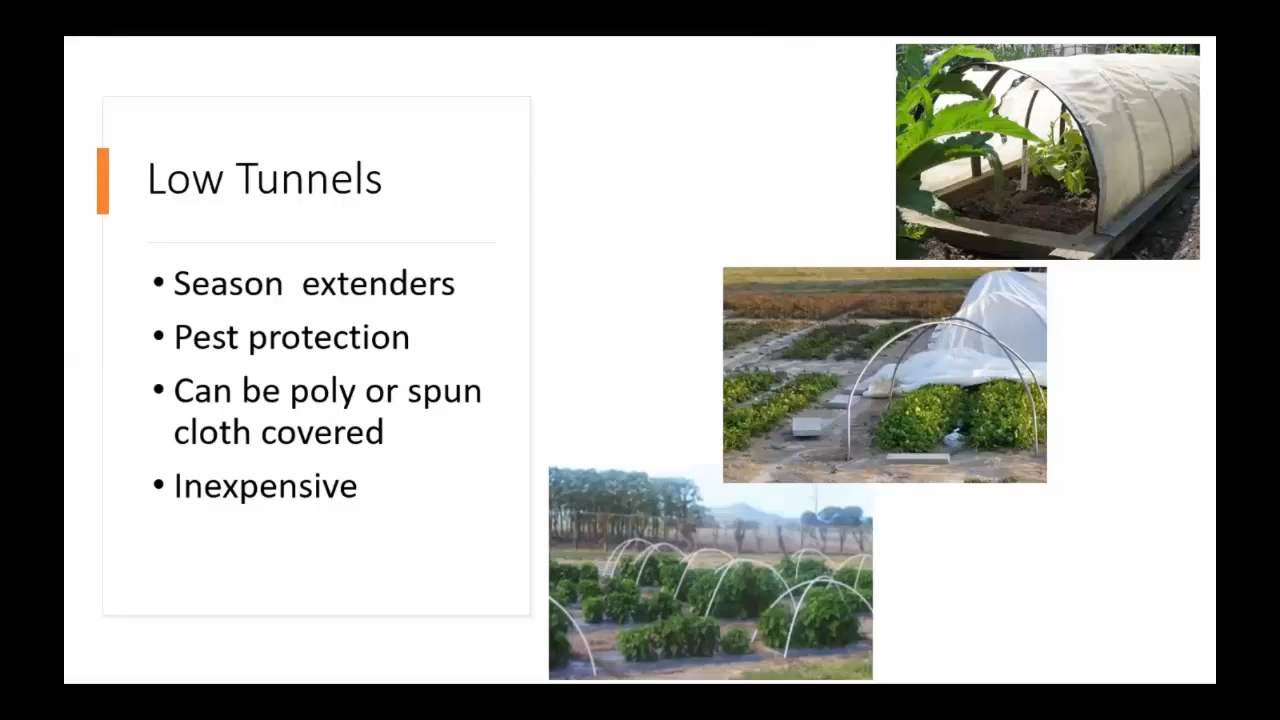 Low Tunnels
• Season extenders
• Pest protection
• Can be poly or spun
cloth covered
• Inexpensive